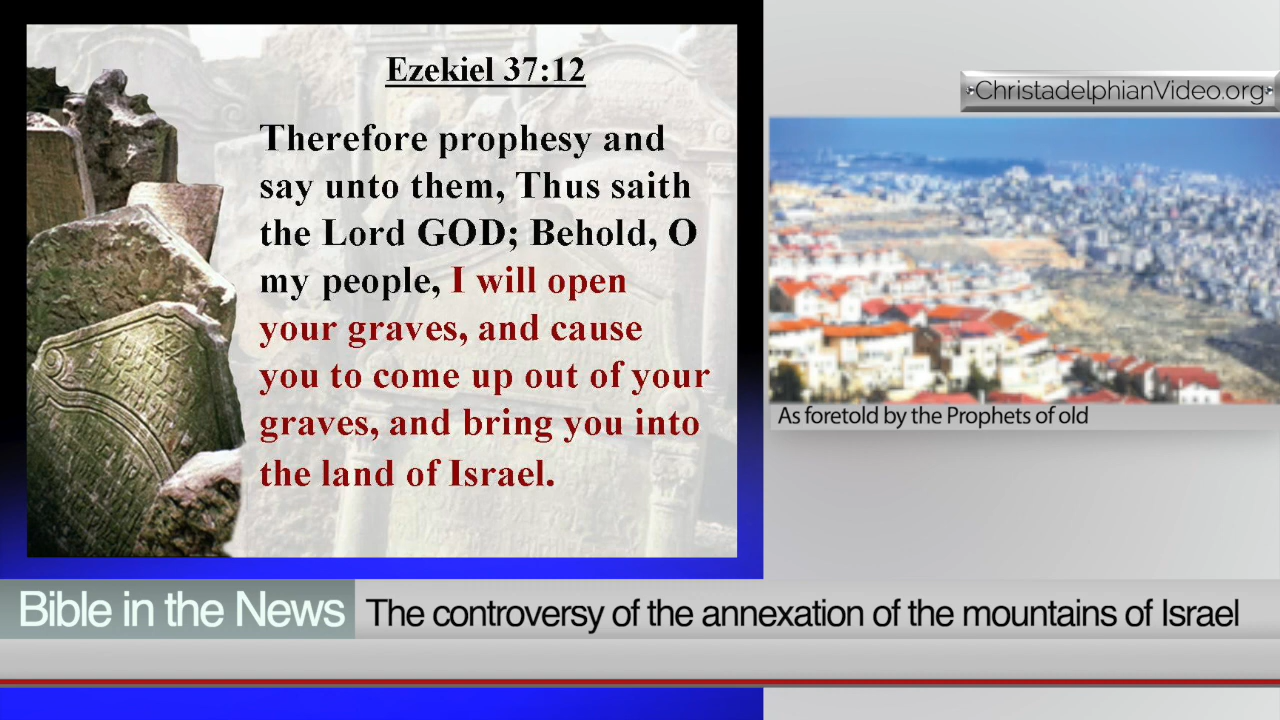 Ezekiel 37:12
Therefore prophesy and
say unto them, Thus saith
the Lord GOD; Behold, O
my people, I will open
your graves, and cause
you to come up out of your
graves, and bring you into
the land of Israel.
ChristadelphianVideo.org
As foretold by the Prophets of old
Bible in the News
The controversy of the annexation of the mountains of Israel